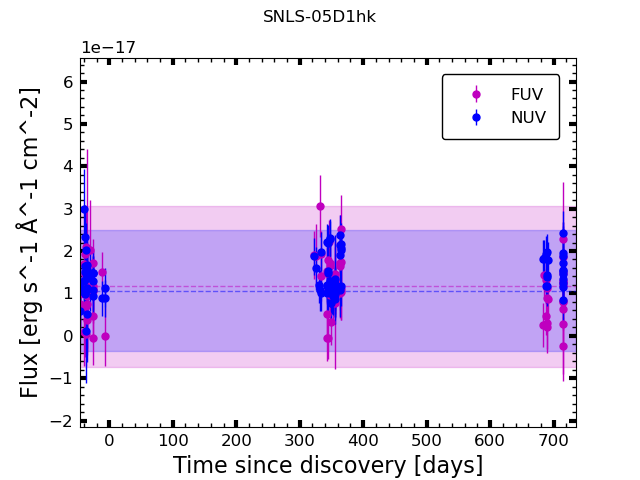 SNLS-05D1hk
1e−17
FUV
NUV
6
5
4
3
2
1
0
−1
−2
Flux [erg s^-1 Å^-1 cm^-2]
0 100 200 300 400 500 600 700
Time since discovery [days]